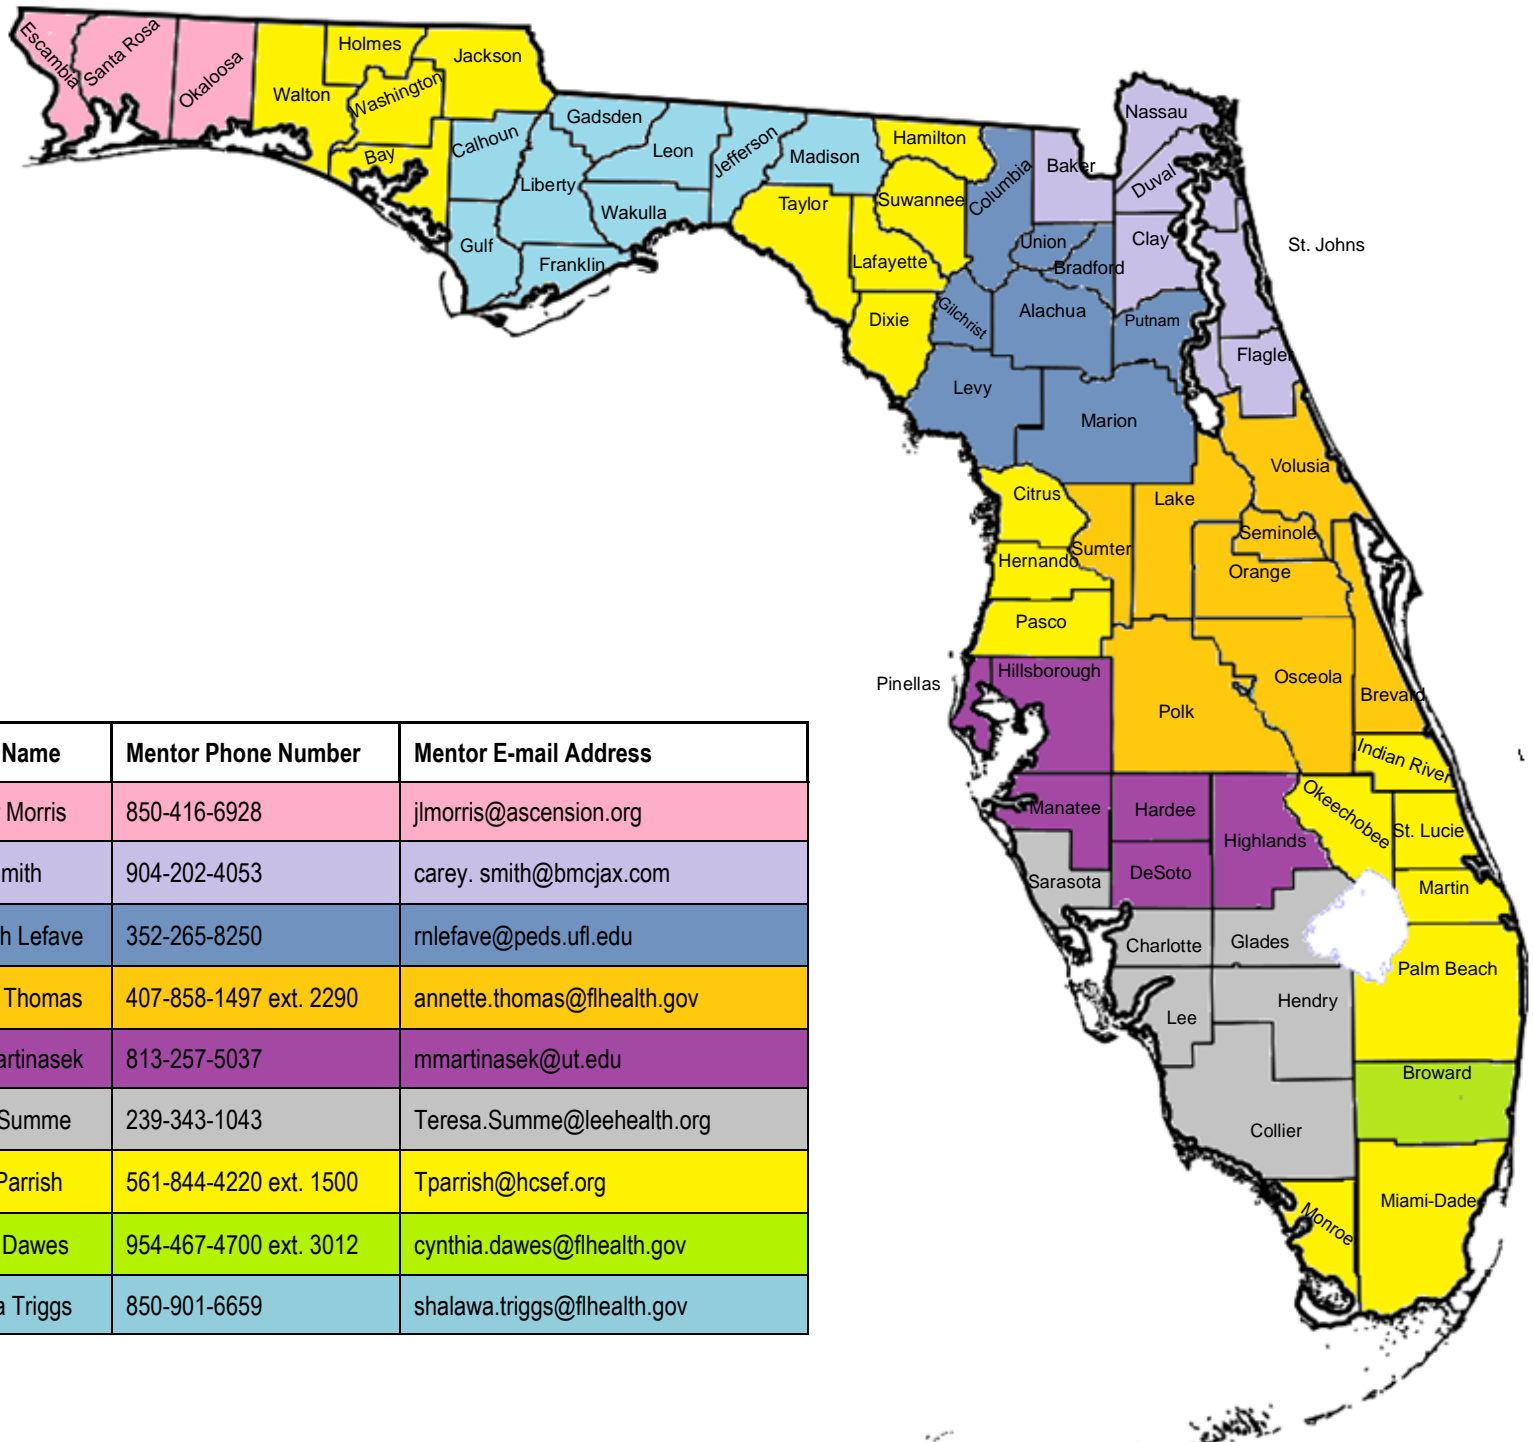 Escambia
Santa Rosa
Okaloosa
Holmes
Jackson
Walton
Washington
Bay
Calhoun
Gadsden
Leon
Jefferson
Madison
Hamilton
Liberty
Wakulla
Gulf
Franklin
Taylor
Suwannee
Lafayette
Dixie
Columbia
Baker
Nassau
Duval
Clay
St. Johns
Union
Bradford
Gilchrist
Alachua
Putnam
Flagler
Levy
Marion
Volusia
Citrus
Lake
Seminole
Sumter
Hernando
Orange
Pasco
Pinellas
Hillsborough
Polk
Osceola
Brevard
Indian River
Manatee
Hardee
Highlands
Okeechobee
St. Lucie
DeSoto
Sarasota
Martin
Charlotte
Glades
Palm Beach
Lee
Hendry
Broward
Collier
Miami-Dade
Monroe
Name Mentor Phone Number Mentor E-mail Address
Morris 850-416-6928 jlmorris@ascension.org
mith 904-202-4053 carey. smith@bmcjax.com
h Lefave 352-265-8250 rnlefave@peds.ufl.edu
Thomas 407-858-1497 ext. 2290 annette.thomas@flhealth.gov
artinasek 813-257-5037 mmartinasek@ut.edu
Summe 239-343-1043 Teresa.Summe@leehealth.org
Parrish 561-844-4220 ext. 1500 Tparrish@hcsef.org
Dawes 954-467-4700 ext. 3012 cynthia.dawes@flhealth.gov
a Triggs 850-901-6659 shalawa.triggs@flhealth.gov